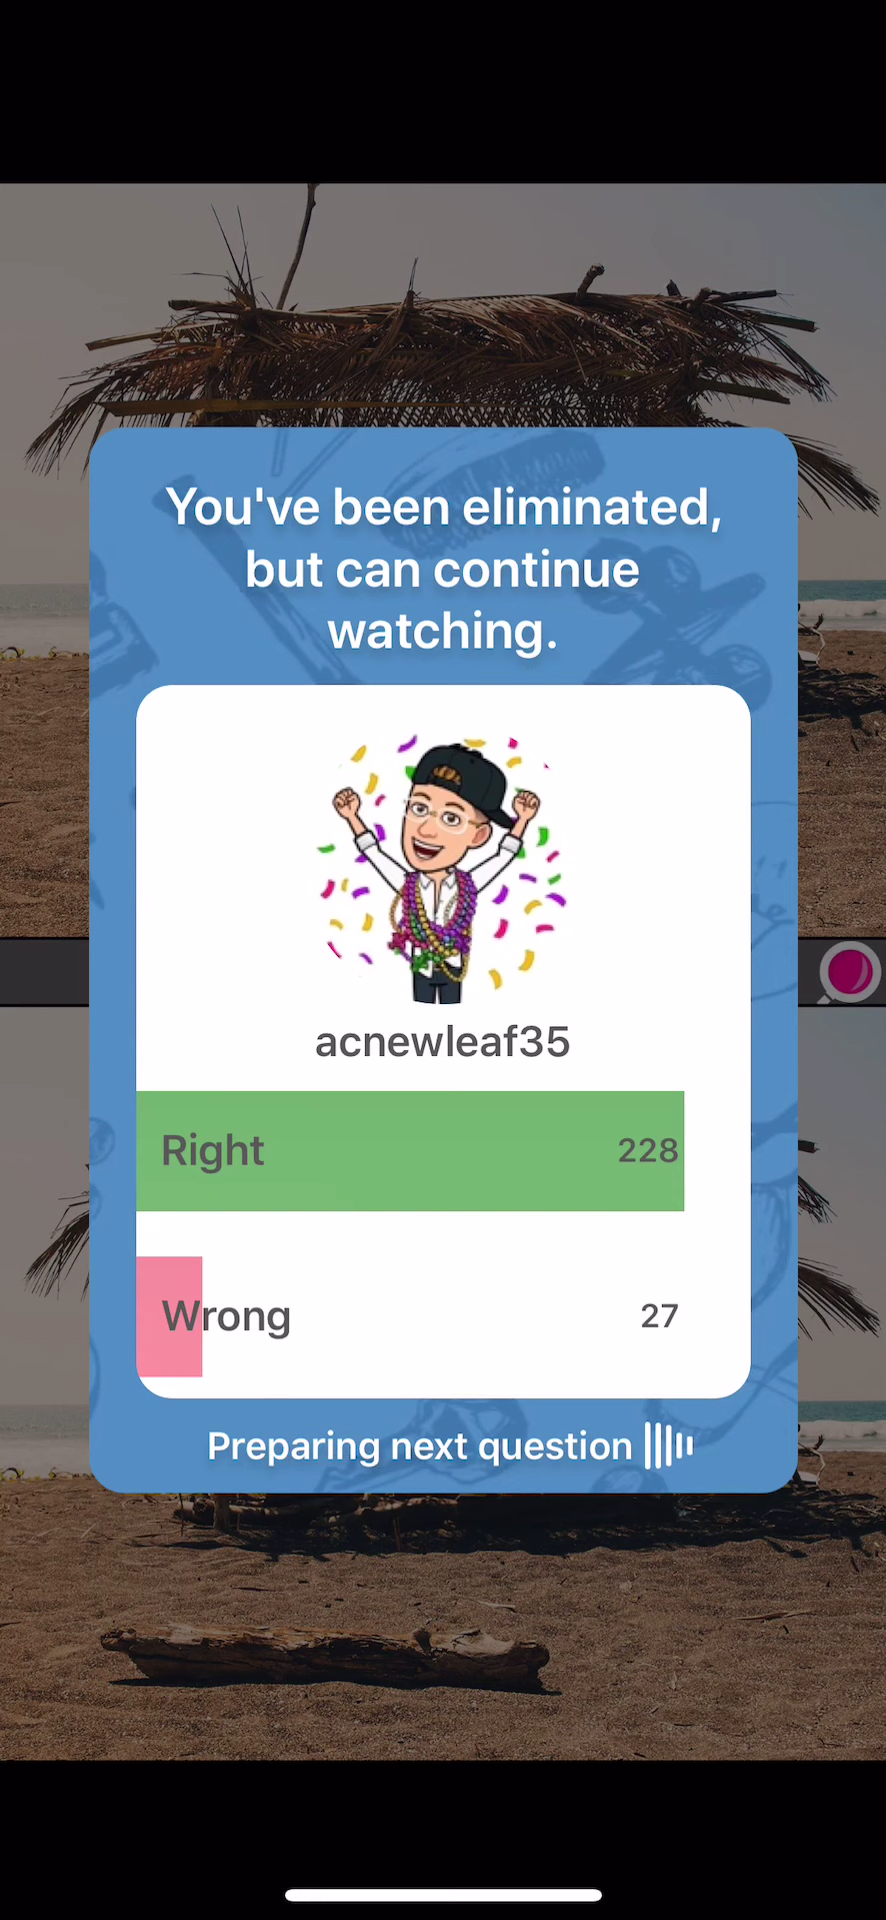 You've been eliminated,
but can continue
watching.
acnewleaf35
Right 228
Wrong 27
Preparing next question